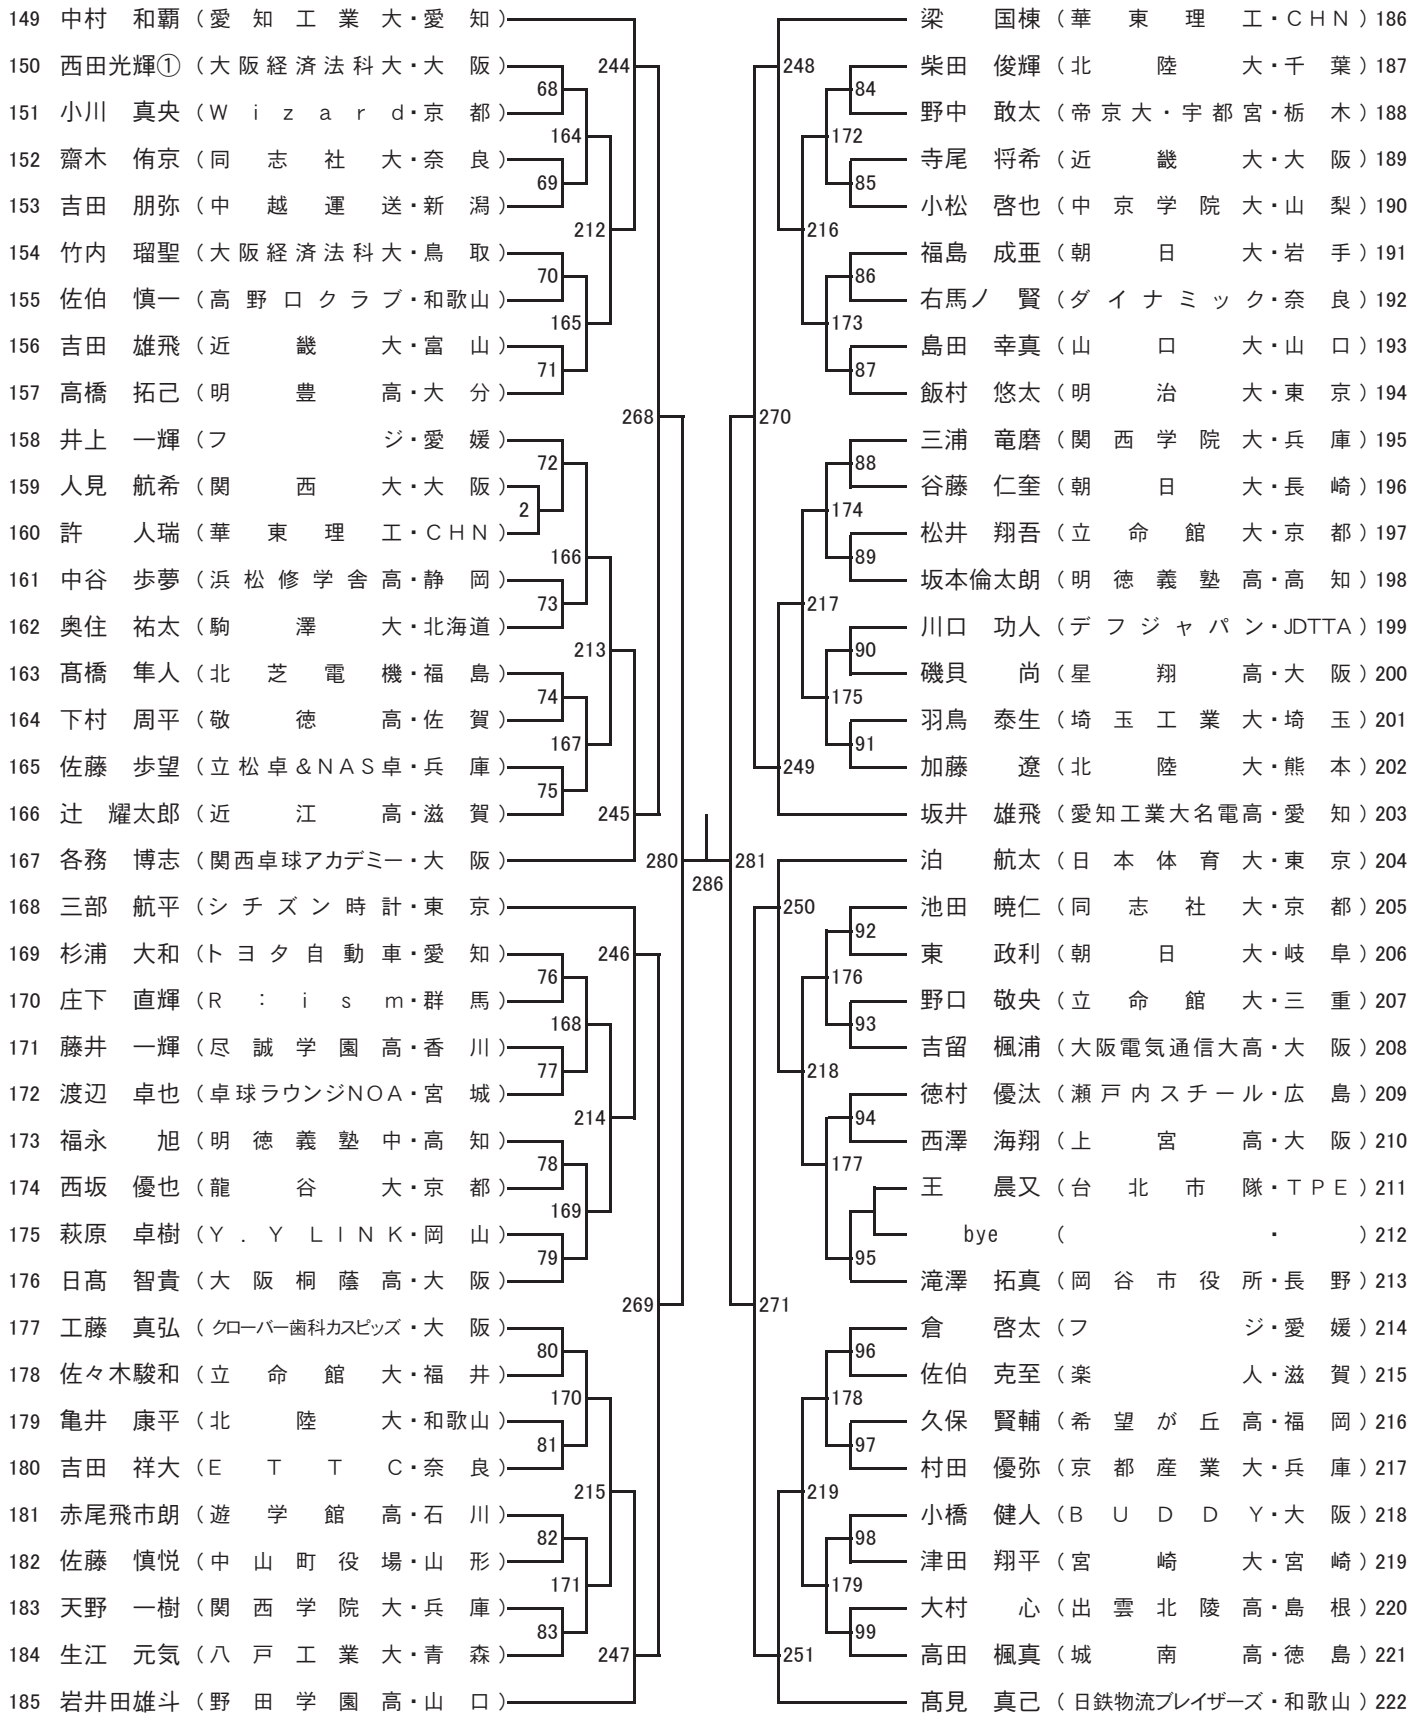 149 中村 和覇 (愛知工業大・愛知)
150 西田光輝① (大阪経済法科大・大阪)
151 小川 真央 (Wizard・京都)
152 齋木 侑京 (同志社大・奈良)
153 吉田 朋弥 (中越運送・新潟)
154 竹内 瑠聖 (大阪経済法科大・鳥取)
155 佐伯 慎一 (高野口クラブ・和歌山)
156 吉田 雄飛 (近畿大・富山)
157 高橋 拓己 (明豊高・大分)
158 井上 一輝 (フジ・愛媛)
159 人見 航希 (関西大・大阪)
160 許 人瑞 (華東理工・CHN)
161 中谷 歩夢 (浜松修学舎高・静岡)
162 奥住 祐太 (駒澤大・北海道)
163 髙橋 隼人 (北芝電機・福島)
164 下村 周平 (敬徳高・佐賀)
165 佐藤 歩望 (立松卓&NAS卓・兵庫)
166 辻 耀太郎 (近江高・滋賀)
167 各務 博志 (関西卓球アカデミー・大阪)
168 三部 航平 (シチズン時計・東京)
169 杉浦 大和 (トヨタ自動車・愛知)
170 庄下 直輝 (R:ism・群馬)
171 藤井 一輝 (尽誠学園高・香川)
172 渡辺 卓也 (卓球ラウンジNOA・宮城)
173 福永 旭 (明徳義塾中・高知)
174 西坂 優也 (龍谷大・京都)
175 萩原 卓樹 (Y.Y LINK・岡山)
176 日髙 智貴 (大阪桐蔭高・大阪)
177 工藤 真弘 (クローバー歯科カスピッズ・大阪)
178 佐々木駿和 (立命館大・福井)
179 亀井 康平 (北陸大・和歌山)
180 吉田 祥大 (ETTC・奈良)
181 赤尾飛市朗 (遊学館高・石川)
182 佐藤 慎悦 (中山町役場・山形)
183 天野 一樹 (関西学院大・兵庫)
184 生江 元気 (八戸工業大・青森)
185 岩井田雄斗 (野田学園高・山口)
68
69
70
71
72
2
73
74
75
76
77
78
79
80
81
82
83
164
165
166
167
168
169
170
171
212
213
214
215
244
245
246
247
268
269
280
286
281
270
271
248
249
250
251
216
217
218
219
172
173
174
175
176
177
178
179
84
85
86
87
88
89
90
91
92
93
94
95
96
97
98
99
梁 国棟 (華東理工・CHN) 186
柴田 俊輝 (北陸大・千葉) 187
野中 敢太 (帝京大・宇都宮・栃木) 188
寺尾 将希 (近畿大・大阪) 189
小松 啓也 (中京学院大・山梨) 190
福島 成亜 (朝日大・岩手) 191
右馬ノ 賢 (ダイナミック・奈良) 192
島田 幸真 (山口大・山口) 193
飯村 悠太 (明治大・東京) 194
三浦 竜磨 (関西学院大・兵庫) 195
谷藤 仁奎 (朝日大・長崎) 196
松井 翔吾 (立命館大・京都) 197
坂本倫太朗 (明徳義塾高・高知) 198
川口 功人 (デフジャパン・JDTTA) 199
磯貝 尚 (星翔高・大阪) 200
羽鳥 泰生 (埼玉工業大・埼玉) 201
加藤 遼 (北陸大・熊本) 202
坂井 雄飛 (愛知工業大名電高・愛知) 203
泊 航太 (日本体育大・東京) 204
池田 暁仁 (同志社大・京都) 205
東 政利 (朝日大・岐阜) 206
野口 敬央 (立命館大・三重) 207
吉留 楓浦 (大阪電気通信大高・大阪) 208
徳村 優汰 (瀬戸内スチール・広島) 209
西澤 海翔 (上宮高・大阪) 210
王 晨又 (台北市隊・TPE) 211
bye ( ・ ) 212
滝澤 拓真 (岡谷市役所・長野) 213
倉 啓太 (フジ・愛媛) 214
佐伯 克至 (楽人・滋賀) 215
久保 賢輔 (希望が丘高・福岡) 216
村田 優弥 (京都産業大・兵庫) 217
小橋 健人 (BUDDY・大阪) 218
津田 翔平 (宮崎大・宮崎) 219
大村 心 (出雲北陵高・島根) 220
高田 楓真 (城南高・徳島) 221
髙見 真己 (日鉄物流ブレイザーズ・和歌山) 222